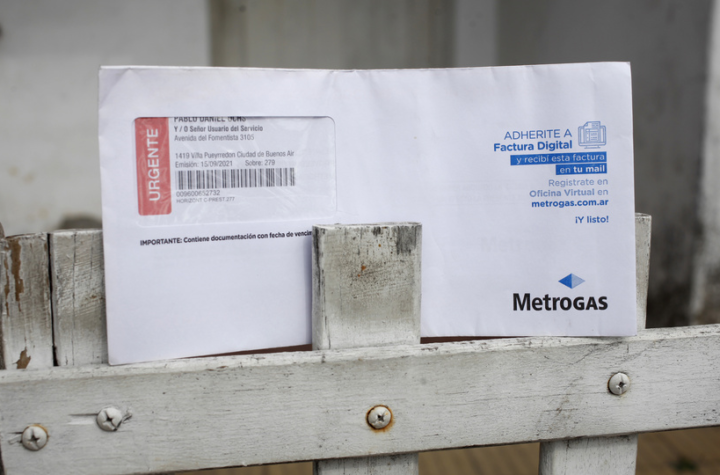 URGENTE
PABLO DANIEL
Y / O Señor Usuario del Servicio
Avenida del Fomentista 3105
1419 Villa Pueyrredon Ciudad de Buenos Air
Emisión: 15/09/2021 Sobre: 278
009600652732
IMPORTANTE: Contiene documentación con fecha de
ADHERITE A
Factura Digital
y recibí esta factura
en tu mail
Registrate en
Oficina Virtual en
metrogas.com.ar
¡Y listo!
MetroGAS